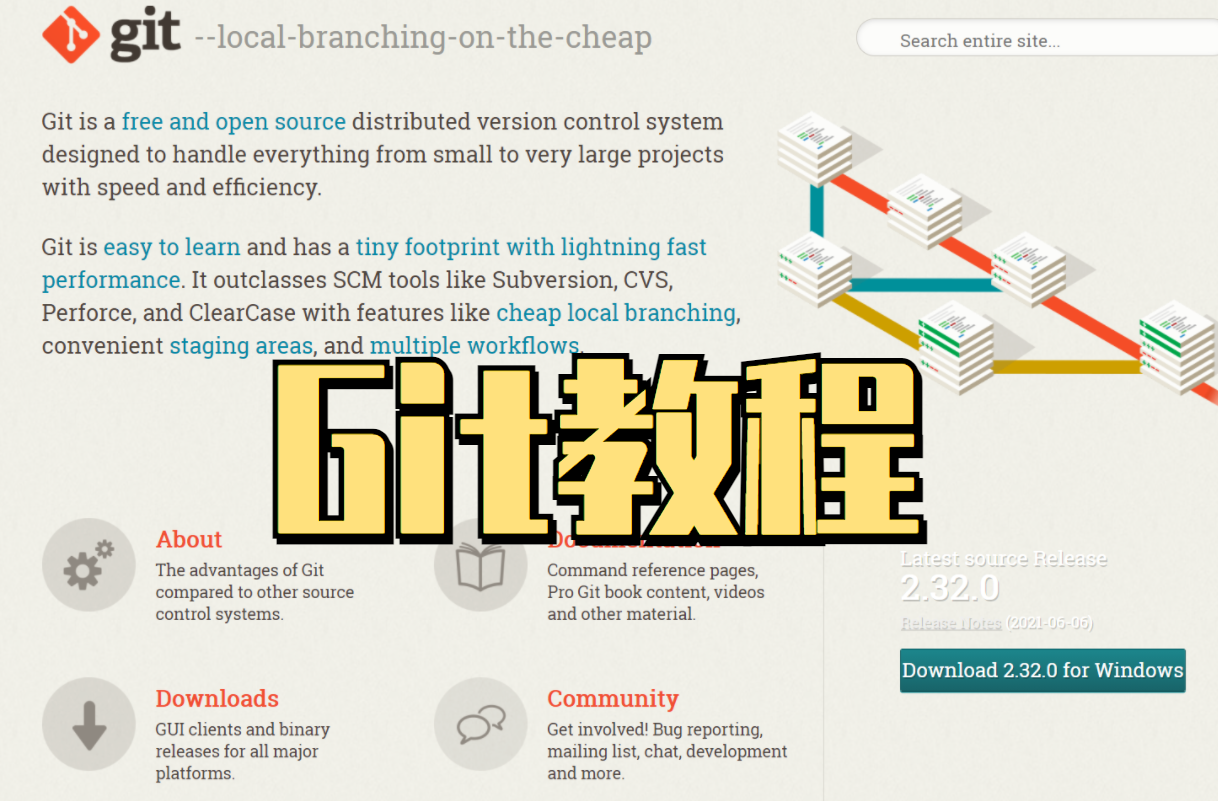 git --local-branching-on-the-cheap
Search entire site...
Git is a free and open source distributed version control system
designed to handle everything from small to very large projects
with speed and efficiency.
Git is easy to learn and has a tiny footprint with lightning fast
performance. It outclasses SCM tools like Subversion, CVS,
Perforce, and ClearCase with features like cheap local branching,
convenient staging areas, and multiple workflows.
Git教程
About
The advantages of Git
compared to other source
control systems.
Documentation
Command reference pages,
Pro Git book content, videos
and other material.
Latest source Release
2.32.0
Release Notes (2021-06-06)
Download 2.32.0 for Windows
Downloads
GUI clients and binary
releases for all major
platforms.
Community
Get involved! Bug reporting,
mailing list, chat, development
and more.